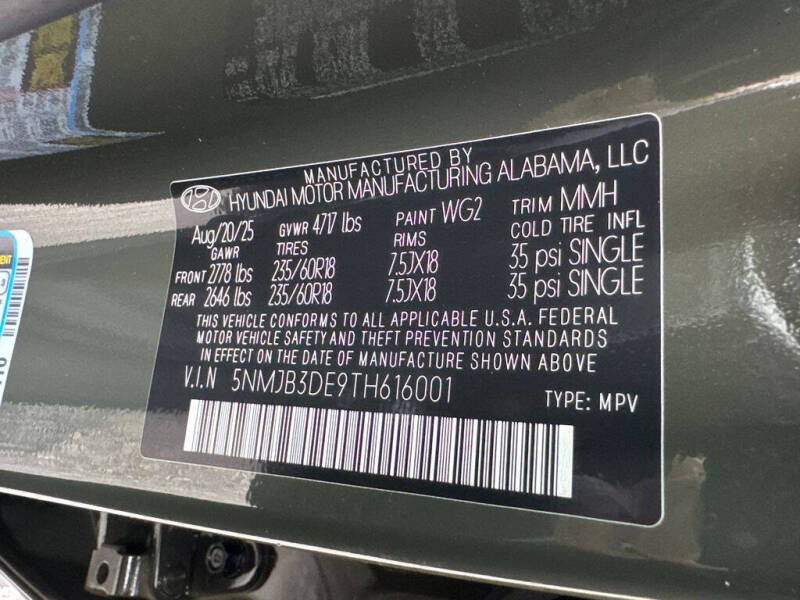 MANUFACTURED BY
HYUNDAI MOTOR MANUFACTURING ALABAMA, LLC
Aug/20/25 GVWR 4717 lbs PAINT WG2 TRIM MMH
GAWR TIRES RIMS COLD TIRE INFL
FRONT 2778 lbs 235/60R18 7.5JX18 35 psi SINGLE
REAR 2646 lbs 235/60R18 7.5JX18 35 psi SINGLE
THIS VEHICLE CONFORMS TO ALL APPLICABLE U.S.A. FEDERAL
MOTOR VEHICLE SAFETY AND THEFT PREVENTION STANDARDS
IN EFFECT ON THE DATE OF MANUFACTURE SHOWN ABOVE
V.I.N 5NMJB3DE9TH616001 TYPE: MPV